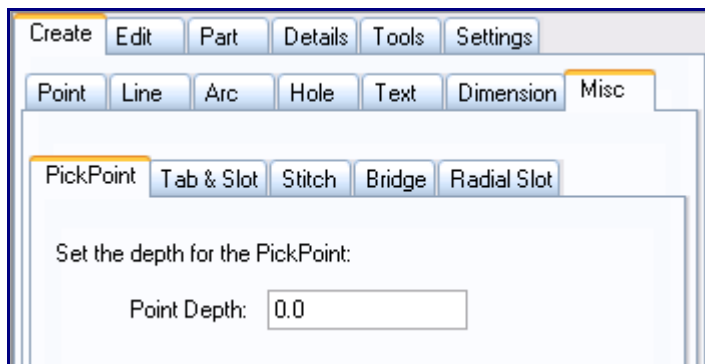 Create Edit Part Details Tools Settings
Point Line Arc Hole Text Dimension Misc
PickPoint Tab & Slot Stitch Bridge Radial Slot
Set the depth for the PickPoint:
Point Depth: 0.0